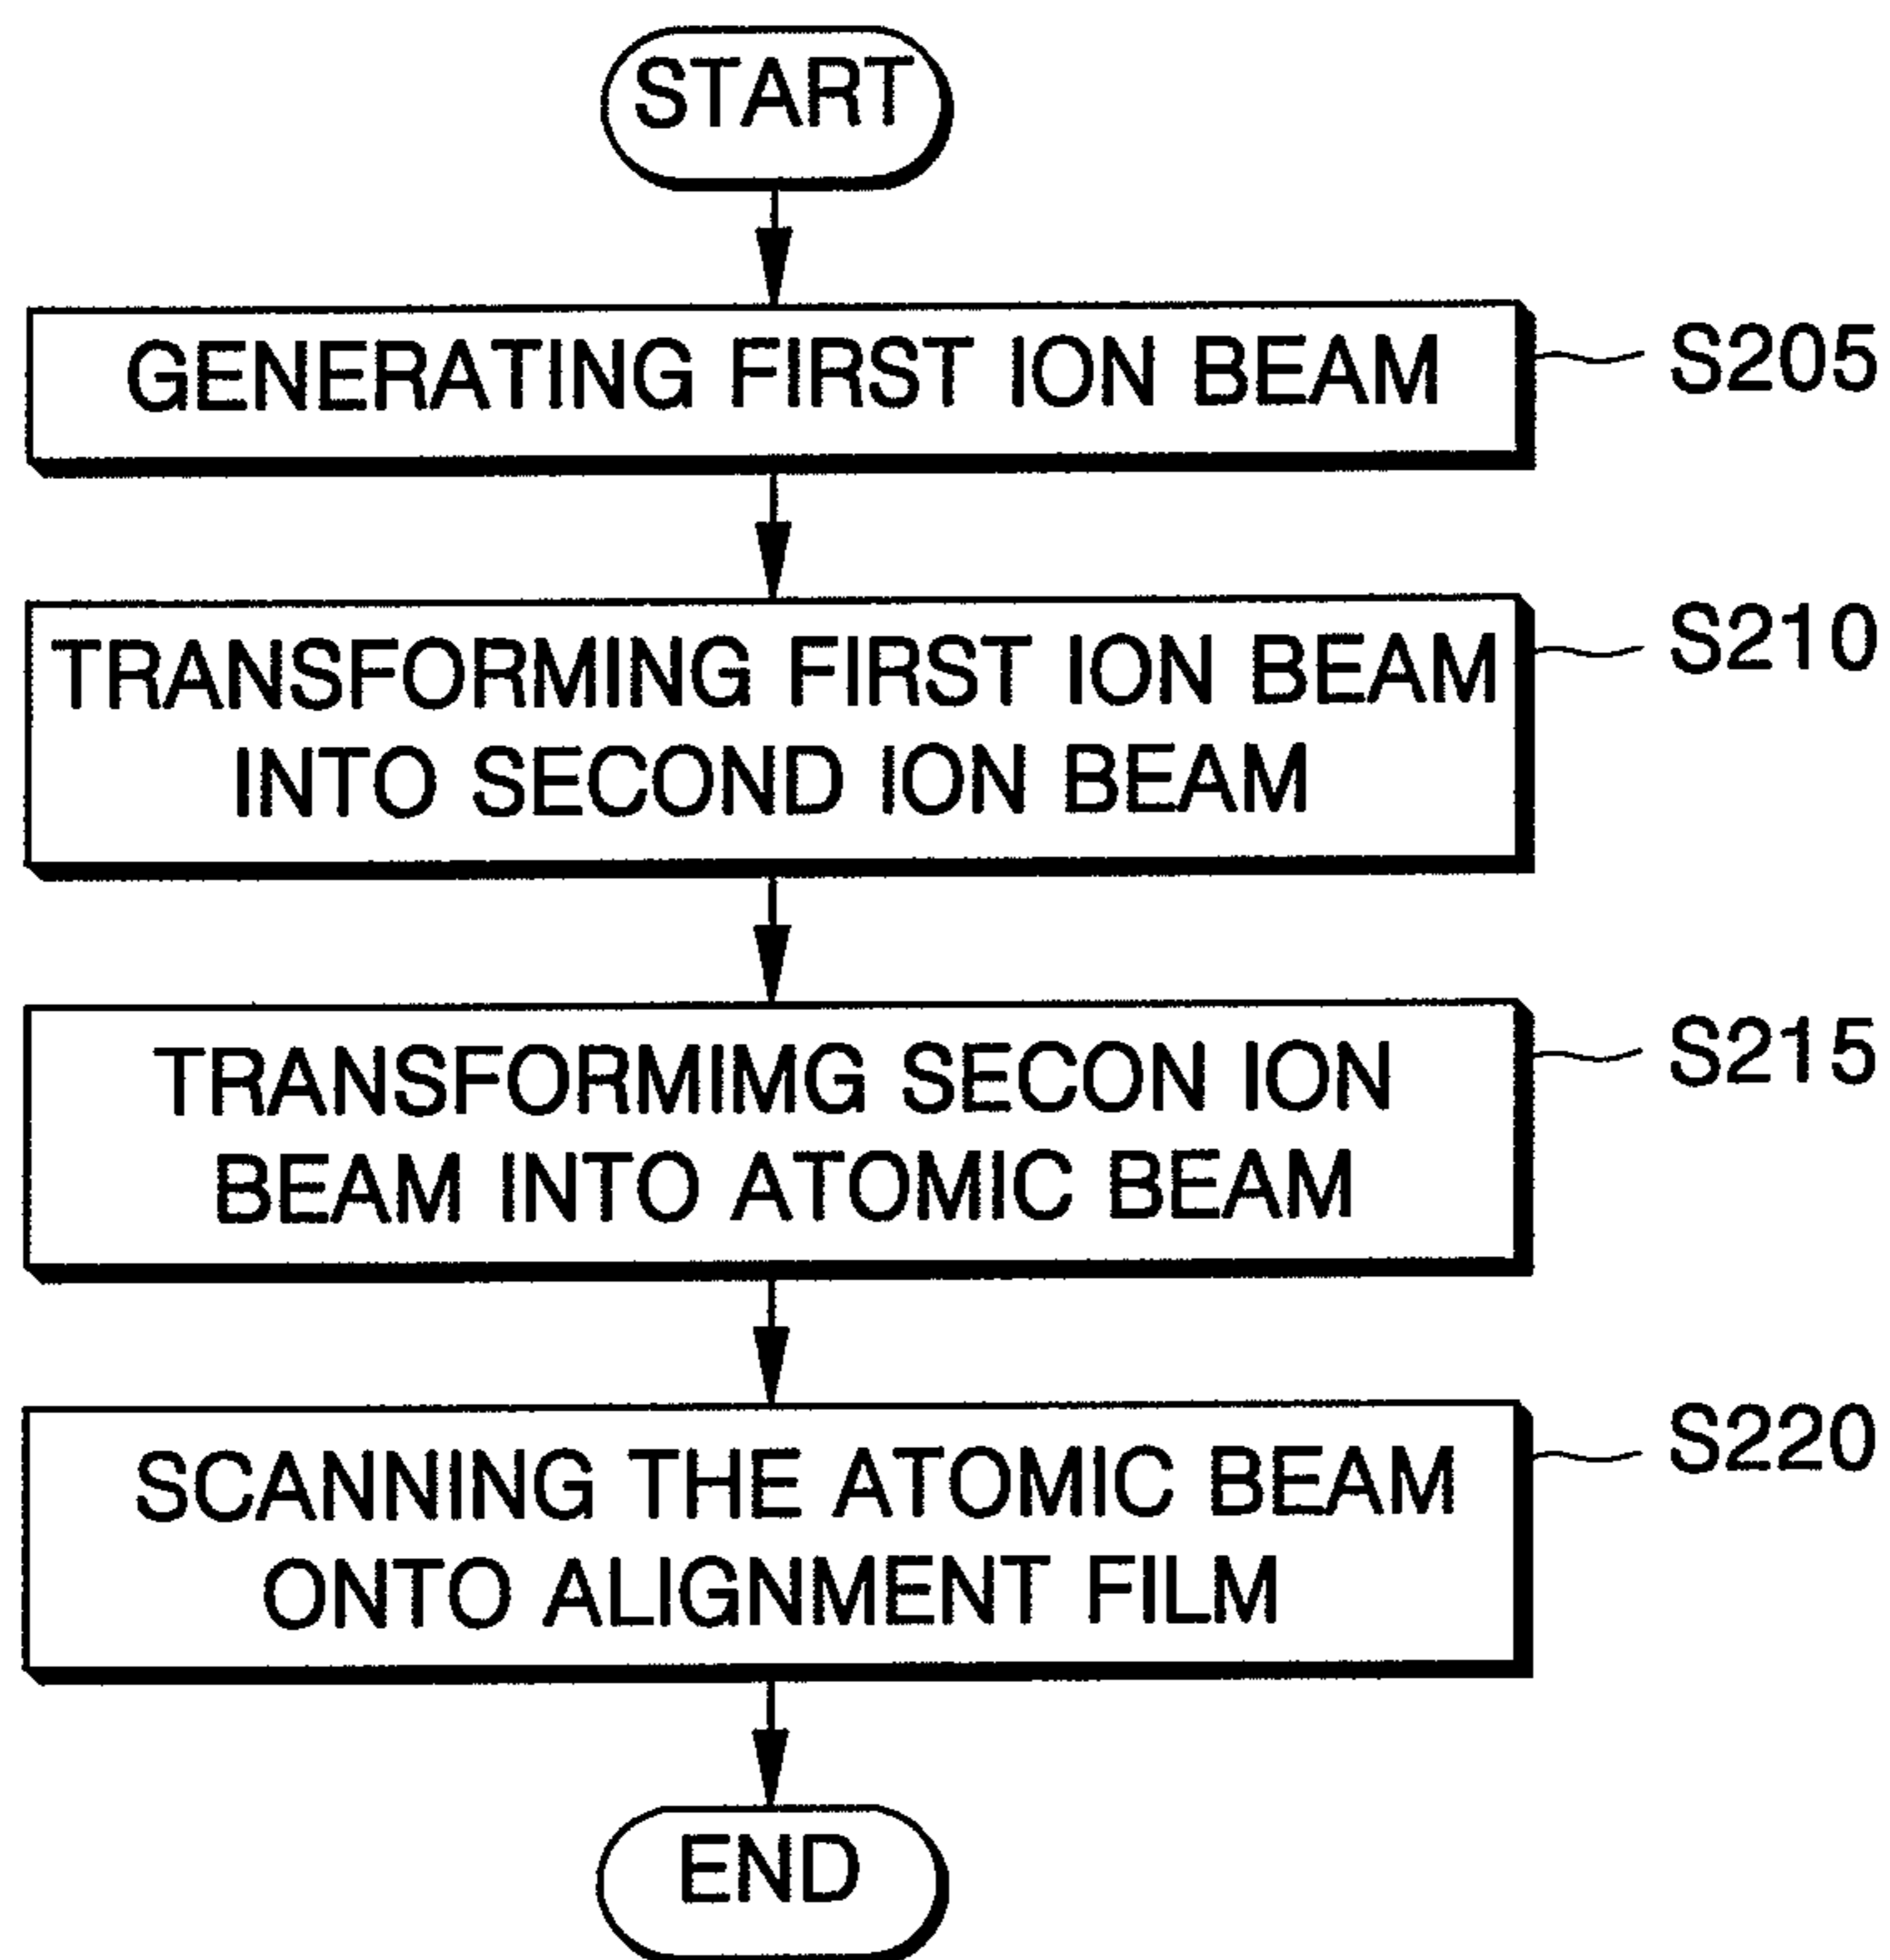 START
GENERATING FIRST ION BEAM
S205
TRANSFORMING FIRST ION BEAM
INTO SECOND ION BEAM
S210
TRANSFORMIMG SECON ION
BEAM INTO ATOMIC BEAM
S215
SCANNING THE ATOMIC BEAM
ONTO ALIGNMENT FILM
S220
END